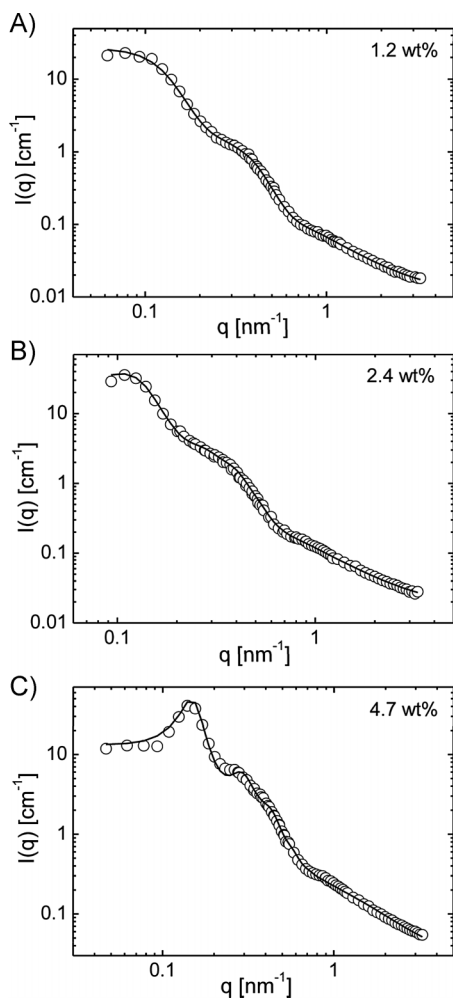 A)
1.2 wt%
10
1
0.1
0.01
I(q) [cm⁻¹]
0.1 1
q [nm⁻¹]
B)
2.4 wt%
10
1
0.1
0.01
I(q) [cm⁻¹]
0.1 1
q [nm⁻¹]
C)
4.7 wt%
10
1
0.1
I(q) [cm⁻¹]
0.1 1
q [nm⁻¹]